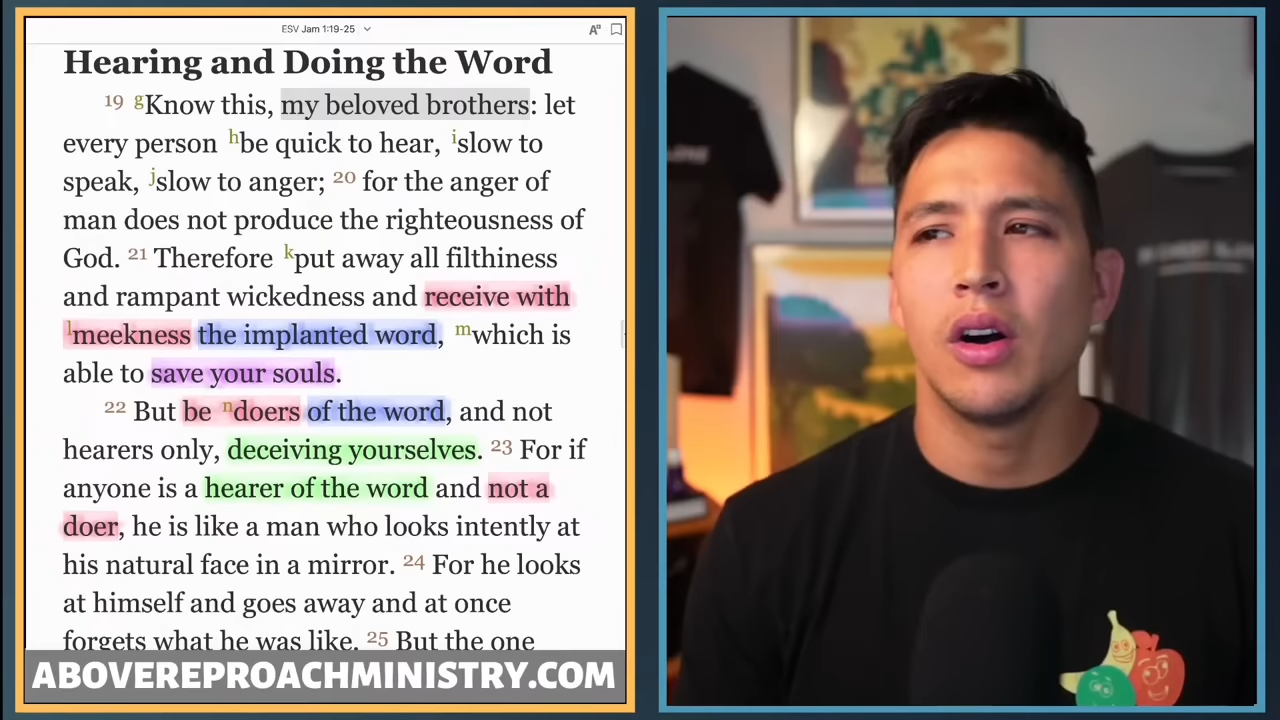 ESV Jam 1:19-25
Hearing and Doing the Word
19 gKnow this, my beloved brothers: let
every person hbe quick to hear, islow to
speak, jslow to anger; 20 for the anger of
man does not produce the righteousness of
God. 21 Therefore kput away all filthiness
and rampant wickedness and receive with
lmeekness the implanted word, mwhich is
able to save your souls.
22 But be ndoers of the word, and not
hearers only, deceiving yourselves. 23 For if
anyone is a hearer of the word and not a
doer, he is like a man who looks intently at
his natural face in a mirror. 24 For he looks
at himself and goes away and at once
forgets what he was like. 25 But the one
ABOVEREPROACHMINISTRY.COM